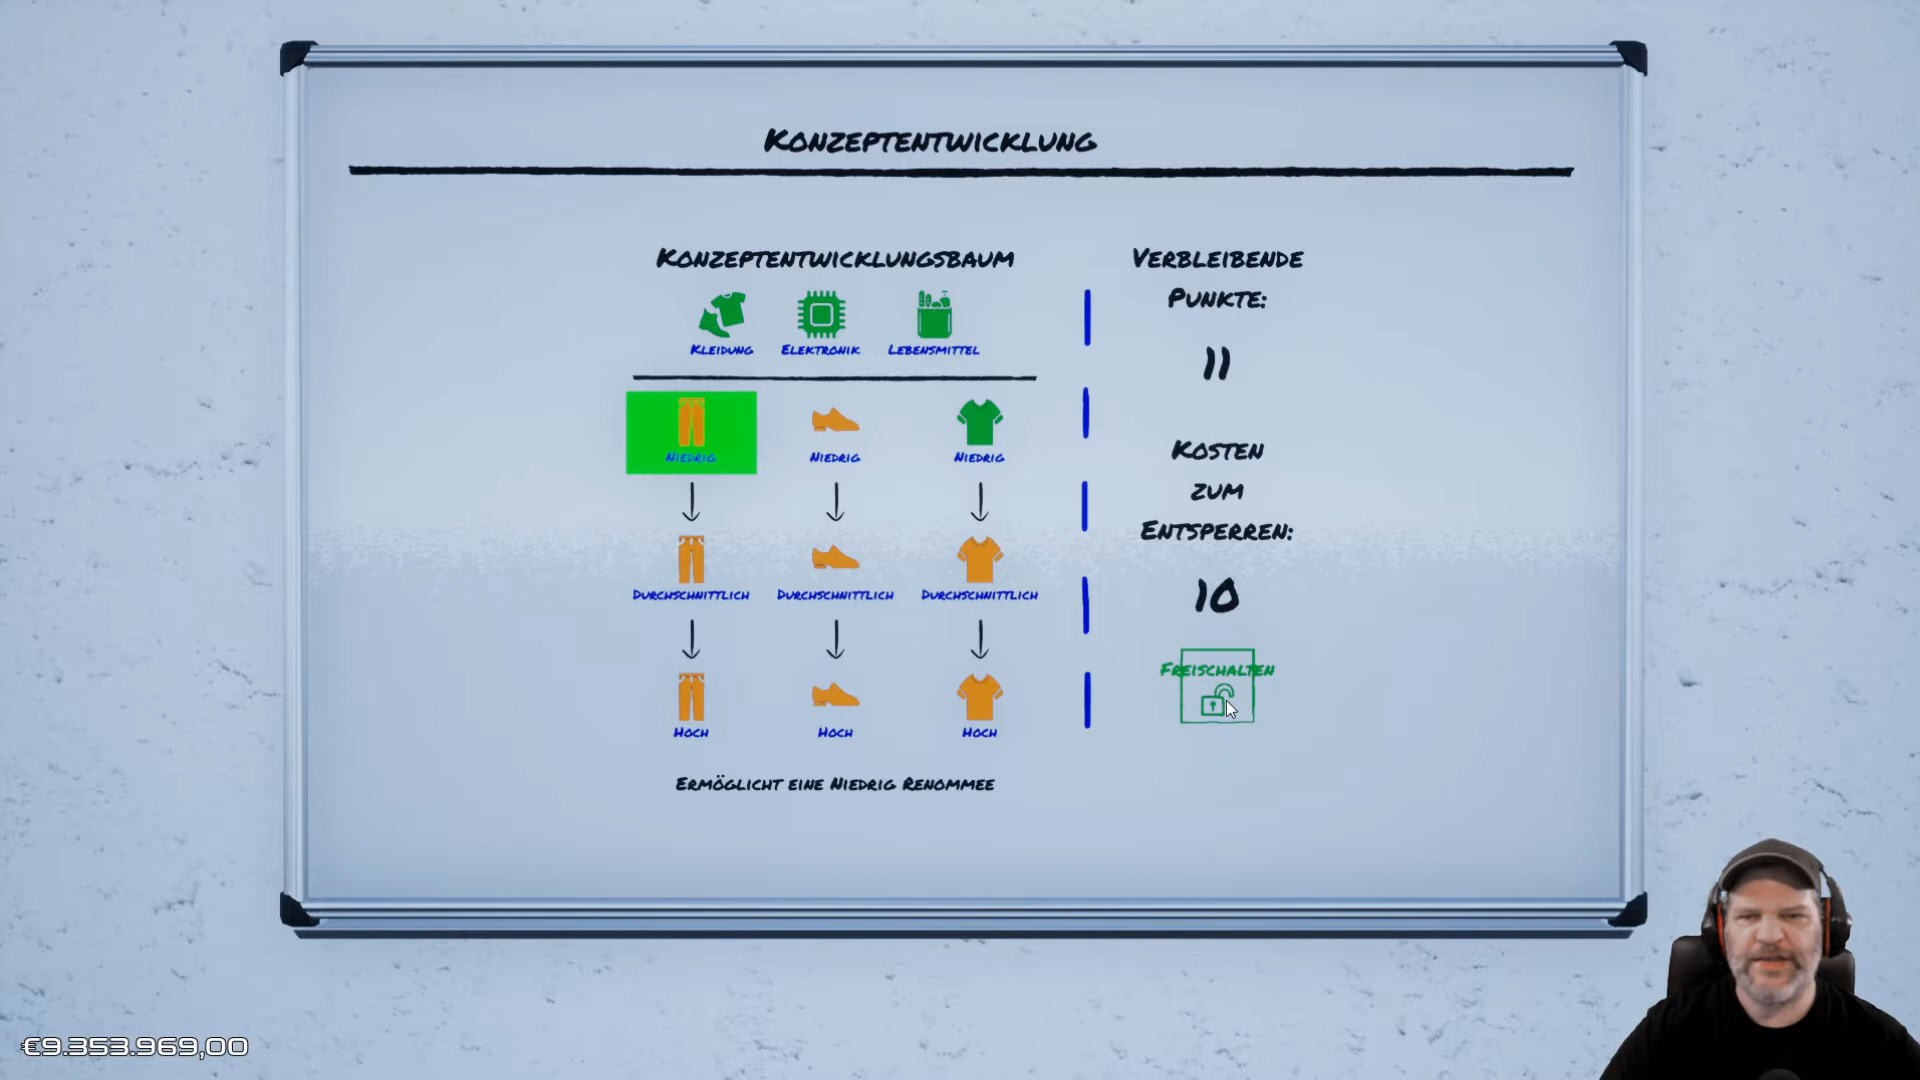 KONZEPTENTWICKLUNG
KONZEPTENTWICKLUNGSBAUM
KLEIDUNG ELEKTRONIK LEBENSMITTEL
NIEDRIG NIEDRIG NIEDRIG
DURCHSCHNITTLICH DURCHSCHNITTLICH DURCHSCHNITTLICH
HOCH HOCH HOCH
ERMÖGLICHT EINE NIEDRIG RENOMMEE
VERBLEIBENDE
PUNKTE:
11
KOSTEN
ZUM
ENTSPERREN:
10
FREISCHALTEN
€9.353.969,00